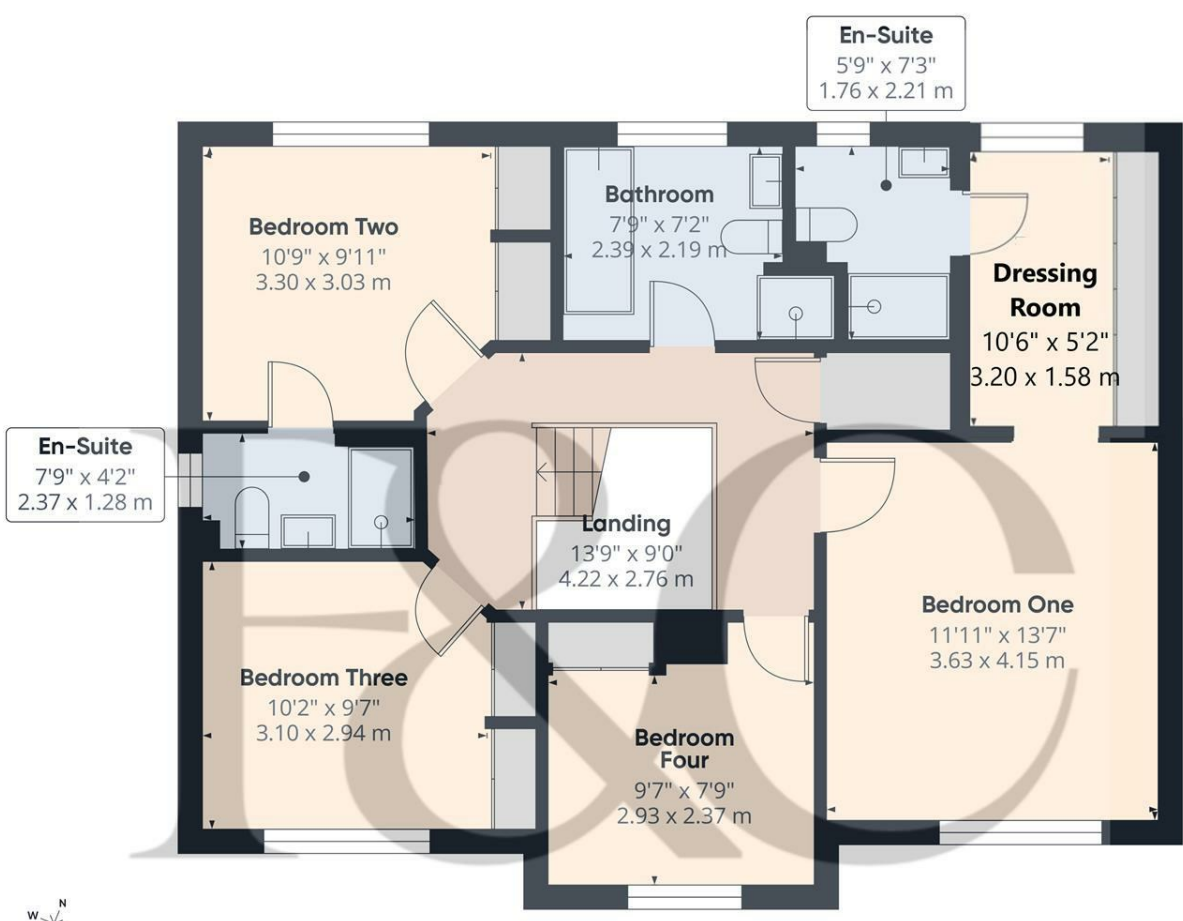 En-Suite
5'9" x 7'3"
1.76 x 2.21 m
Bedroom Two
10'9" x 9'11"
3.30 x 3.03 m
Bathroom
7'9" x 7'2"
2.39 x 2.19 m
Dressing
Room
10'6" x 5'2"
3.20 x 1.58 m
En-Suite
7'9" x 4'2"
2.37 x 1.28 m
Landing
13'9" x 9'0"
4.22 x 2.76 m
Bedroom One
11'11" x 13'7"
3.63 x 4.15 m
Bedroom Three
10'2" x 9'7"
3.10 x 2.94 m
Bedroom
Four
9'7" x 7'9"
2.93 x 2.37 m
F&C
N
W